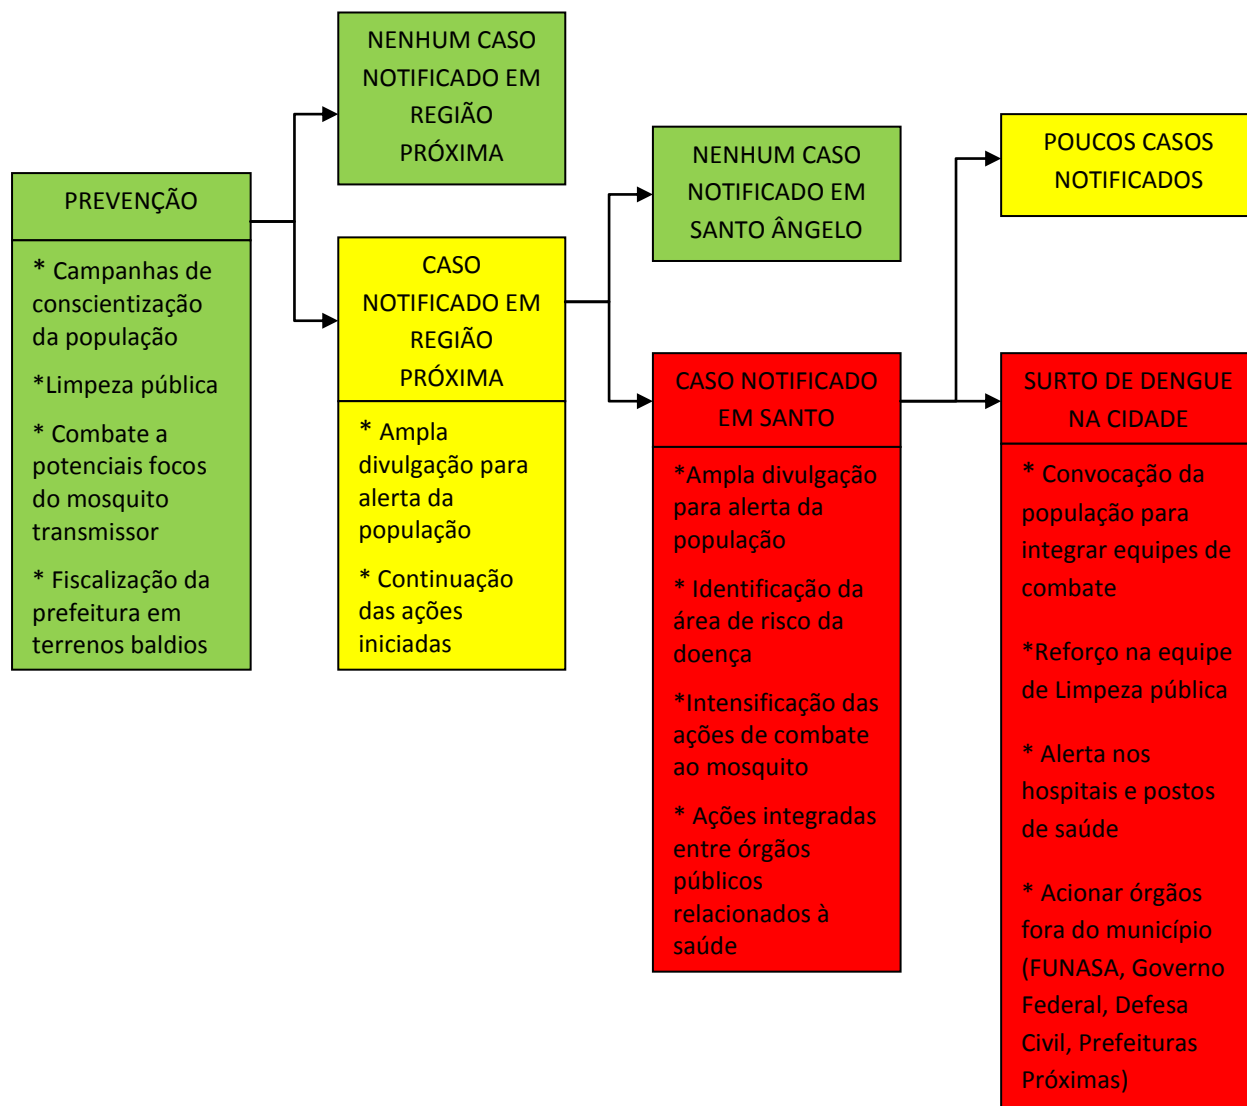 PREVENÇÃO
* Campanhas de
conscientização
da população
*Limpeza pública
* Combate a
potenciais focos
do mosquito
transmissor
* Fiscalização da
prefeitura em
terrenos baldios
NENHUM CASO
NOTIFICADO EM
REGIÃO
PRÓXIMA
CASO
NOTIFICADO EM
REGIÃO
PRÓXIMA
* Ampla
divulgação para
alerta da
população
* Continuação
das ações
iniciadas
NENHUM CASO
NOTIFICADO EM
SANTO ÂNGELO
CASO NOTIFICADO
EM SANTO
*Ampla divulgação
para alerta da
população
* Identificação da
área de risco da
doença
*Intensificação das
ações de combate
ao mosquito
* Ações integradas
entre órgãos
públicos
relacionados à
saúde
POUCOS CASOS
NOTIFICADOS
SURTO DE DENGUE
NA CIDADE
* Convocação da
população para
integrar equipes de
combate
*Reforço na equipe
de Limpeza pública
* Alerta nos
hospitais e postos
de saúde
* Acionar órgãos
fora do município
(FUNASA, Governo
Federal, Defesa
Civil, Prefeituras
Próximas)